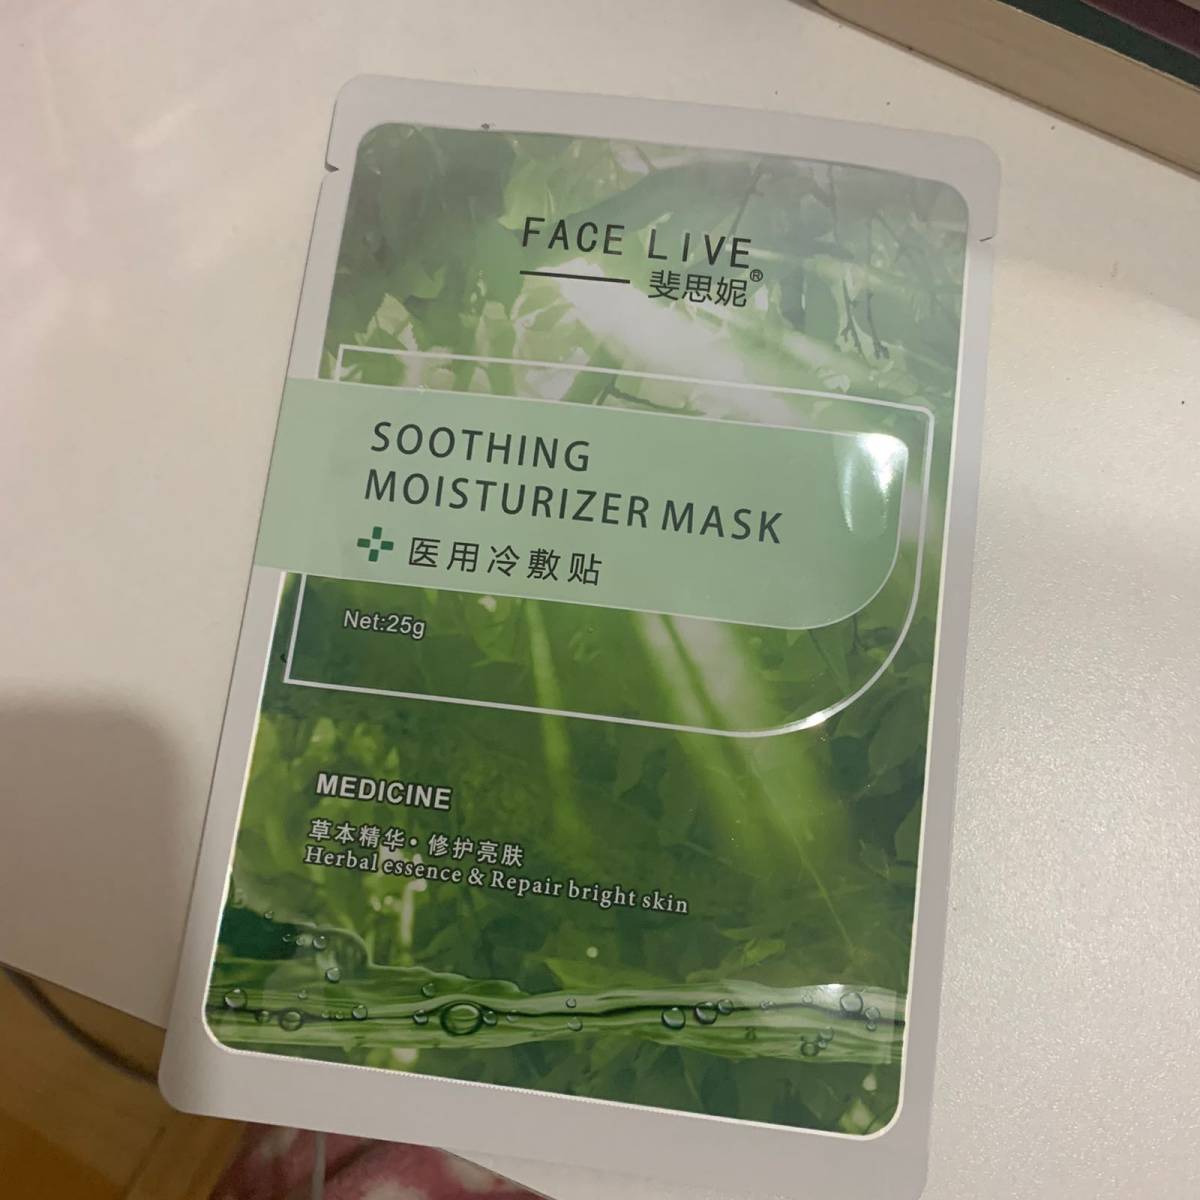 FACE LIVE
斐思妮®
SOOTHING
MOISTURIZER MASK
医用冷敷贴
Net:25g
MEDICINE
草本精华·修护亮肤
Herbal essence & Repair bright skin